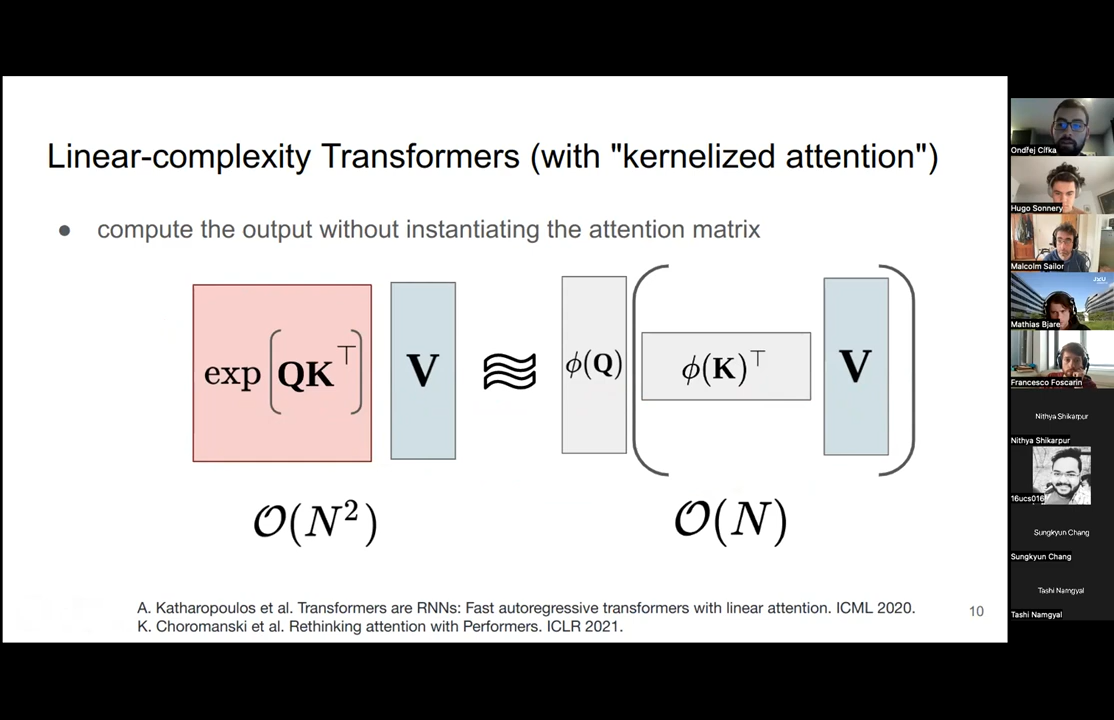 Linear-complexity Transformers (with "kernelized attention")
● compute the output without instantiating the attention matrix
exp(QK⊤) V ≈ ϕ(Q) (ϕ(K)⊤ V)
𝒪(N²) 𝒪(N)
A. Katharopoulos et al. Transformers are RNNs: Fast autoregressive transformers with linear attention. ICML 2020.
K. Choromanski et al. Rethinking attention with Performers. ICLR 2021.
10
Ondřej Cífka
Hugo Sonnery
Malcolm Sailor
JKU
Mathias Bjare
Francesco Foscarin
Nithya Shikarpur
Nithya Shikarpur
16ucs016
Sungkyun Chang
Sungkyun Chang
Tashi Namgyal
Tashi Namgyal